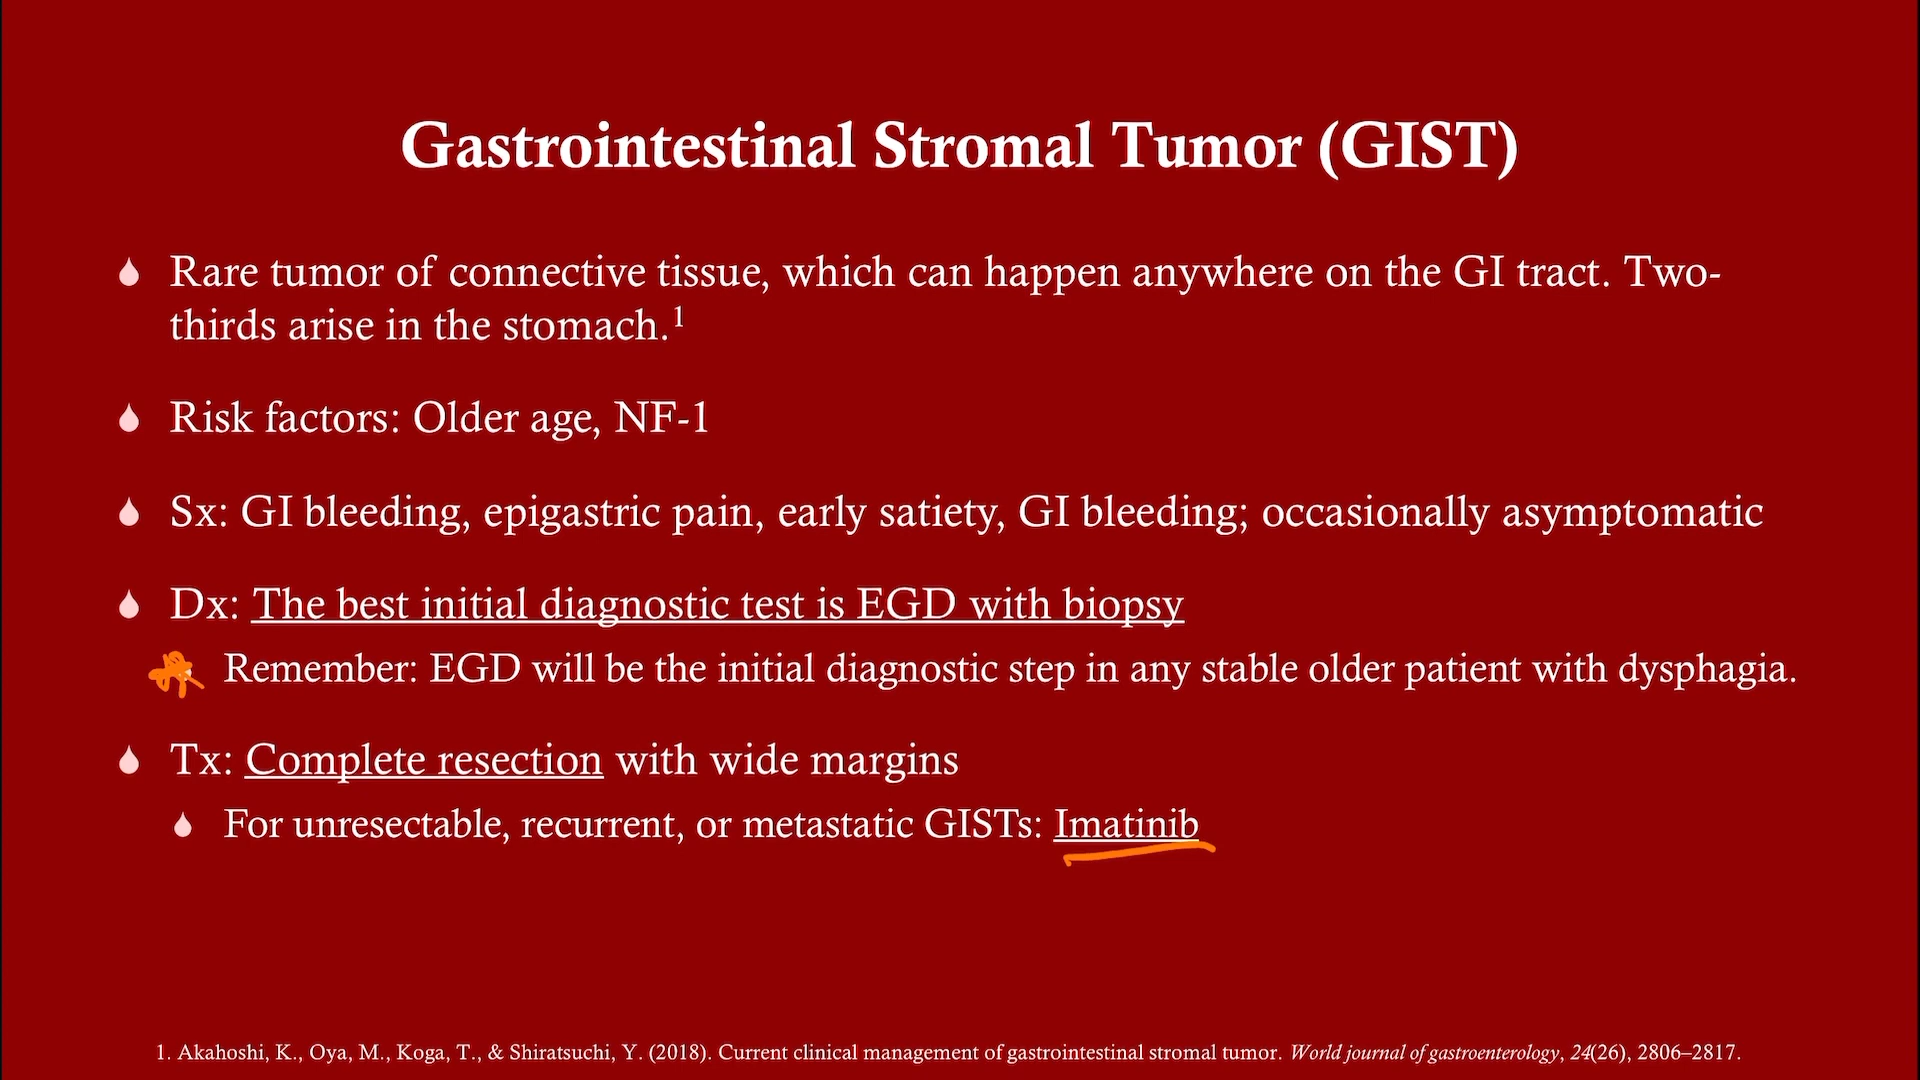 Gastrointestinal Stromal Tumor (GIST)
Rare tumor of connective tissue, which can happen anywhere on the GI tract. Two-
thirds arise in the stomach.¹
Risk factors: Older age, NF-1
Sx: GI bleeding, epigastric pain, early satiety, GI bleeding; occasionally asymptomatic
Dx: The best initial diagnostic test is EGD with biopsy
Remember: EGD will be the initial diagnostic step in any stable older patient with dysphagia.
Tx: Complete resection with wide margins
For unresectable, recurrent, or metastatic GISTs: Imatinib
1. Akahoshi, K., Oya, M., Koga, T., & Shiratsuchi, Y. (2018). Current clinical management of gastrointestinal stromal tumor. World journal of gastroenterology, 24(26), 2806–2817.